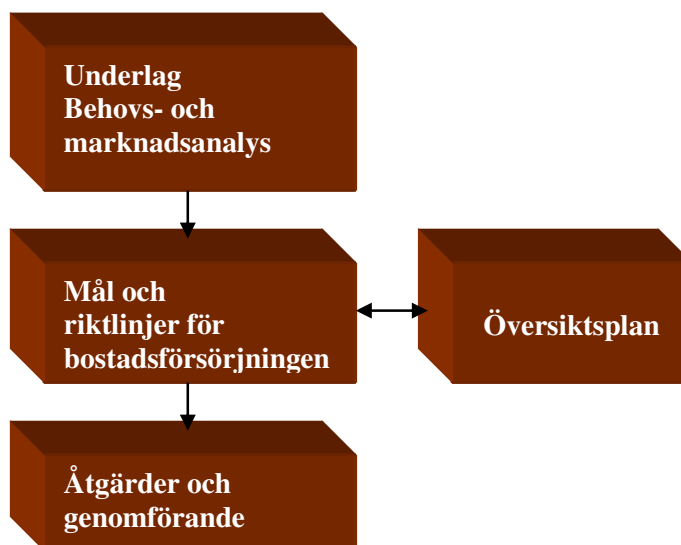 Underlag
Behovs- och
marknadsanalys
Mål och
riktlinjer för
bostadsförsörjningen
Översiktsplan
Åtgärder och
genomförande